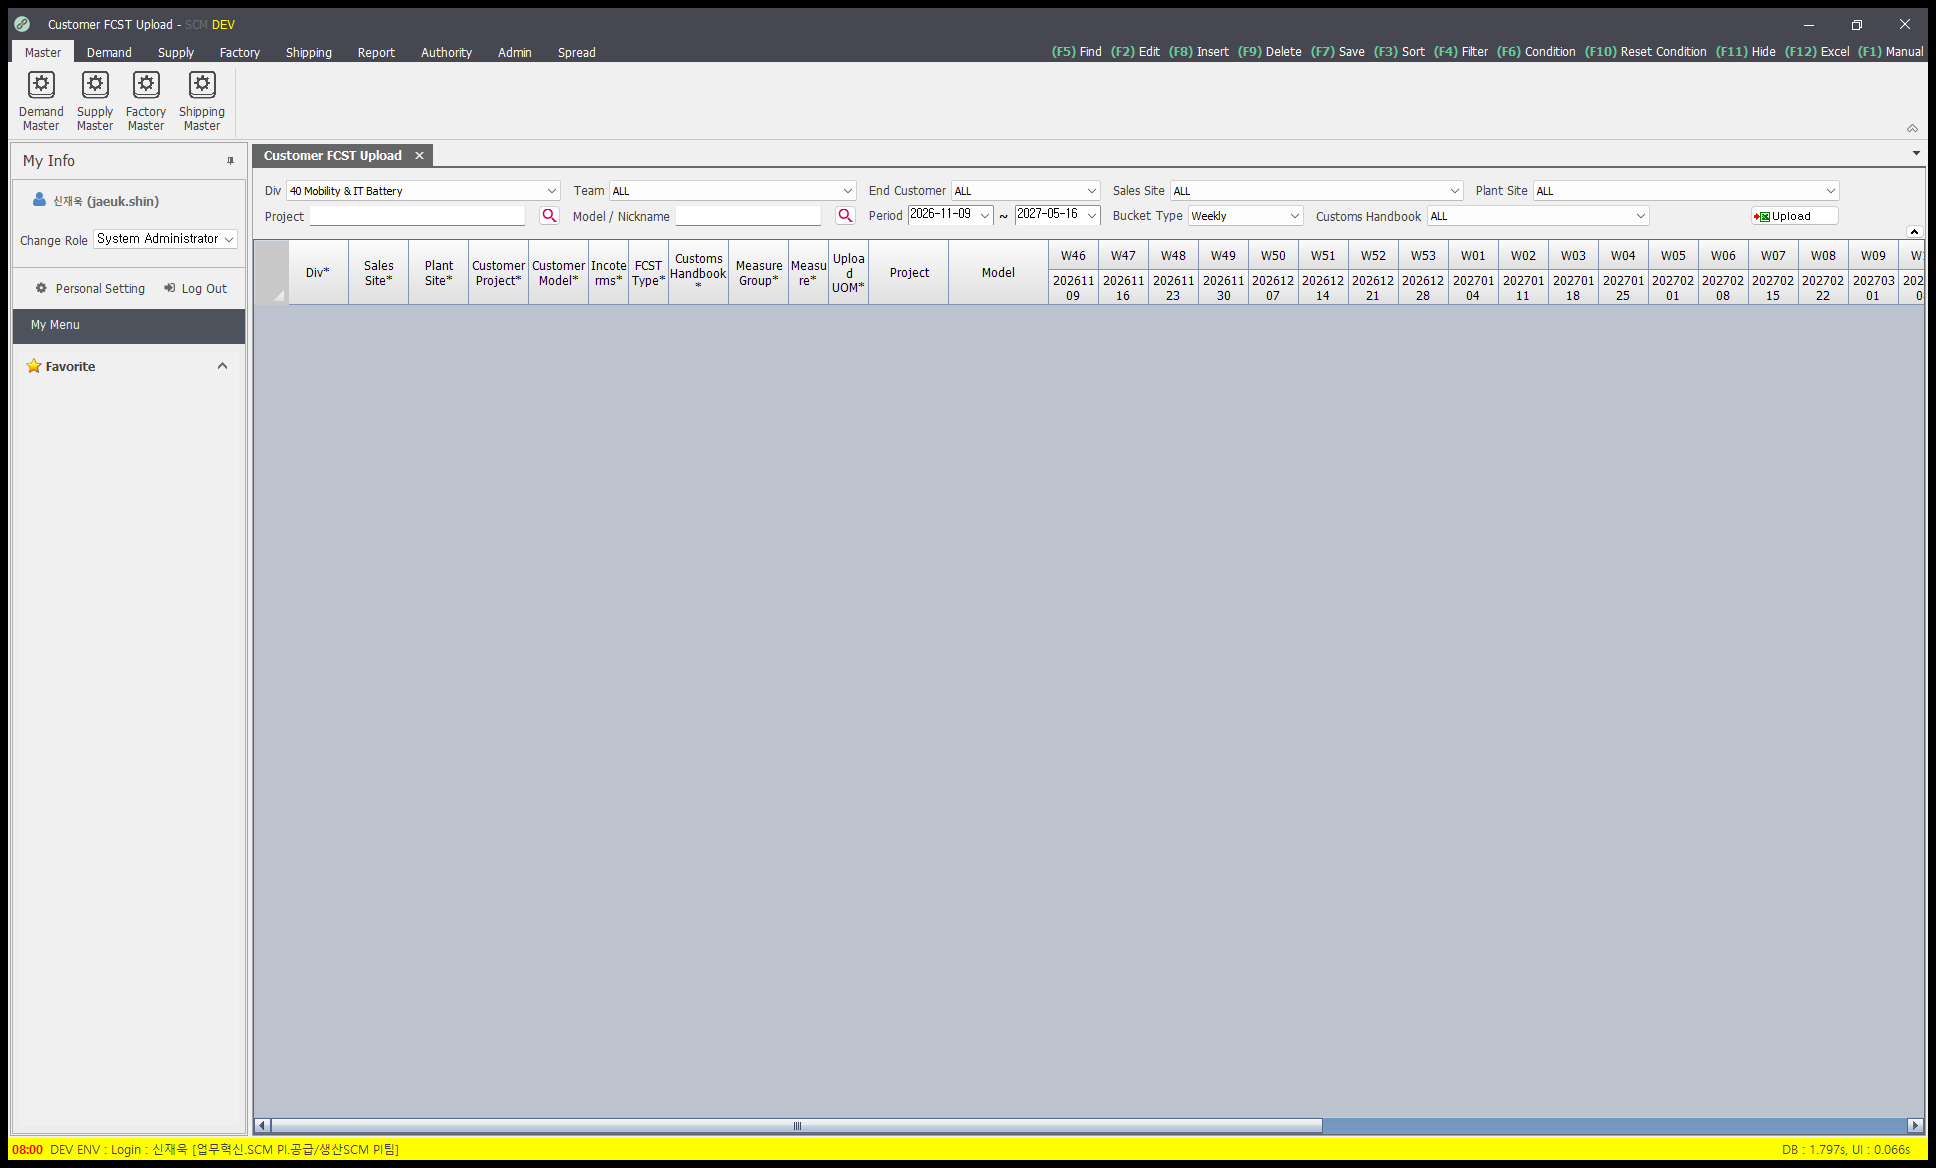 Customer FCST Upload - SCM DEV
Master Demand Supply Factory Shipping Report Authority Admin Spread
(F5) Find (F2) Edit (F8) Insert (F9) Delete (F7) Save (F3) Sort (F4) Filter (F6) Condition (F10) Reset Condition (F11) Hide (F12) Excel (F1) Manual
Demand Master
Supply Master
Factory Master
Shipping Master
My Info
신재욱 (jaeuk.shin)
Change Role System Administrator
Personal Setting Log Out
My Menu
Favorite
Customer FCST Upload
Div 40 Mobility & IT Battery Team ALL End Customer ALL Sales Site ALL Plant Site ALL
Project Model / Nickname Period 2026-11-09 ~ 2027-05-16 Bucket Type Weekly Customs Handbook ALL Upload
Div*
Sales Site*
Plant Site*
Customer Project*
Customer Model*
Incoterms*
FCST Type*
Customs Handbook*
Measure Group*
Measure*
Upload UOM*
Project
Model
W46 W47 W48 W49 W50 W51 W52 W53 W01 W02 W03 W04 W05 W06 W07 W08 W09
20261109 20261116 20261123 20261130 20261207 20261214 20261221 20261228 20270104 20270111 20270118 20270125 20270201 20270208 20270215 20270222 20270301
08:00 DEV ENV : Login : 신재욱 [업무혁신.SCM PI.공급/생산SCM PI팀]
DB : 1.797s, UI : 0.066s